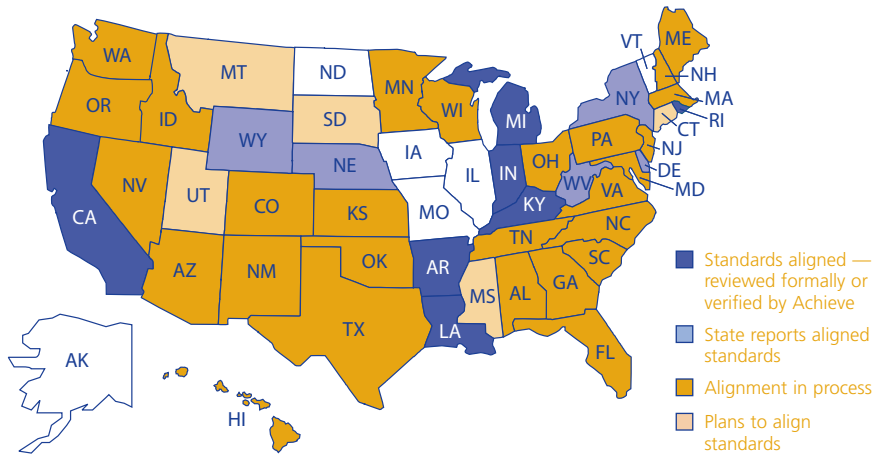 WA
MT
ND
MN
VT
ME
NH
MA
RI
CT
NJ
DE
MD
OR
ID
WY
SD
WI
MI
NY
PA
NE
IA
IL
IN
OH
WV
VA
CA
NV
UT
CO
KS
MO
KY
NC
TN
SC
AZ
NM
OK
AR
MS
AL
GA
TX
LA
FL
AK
HI
Standards aligned —
reviewed formally or
verified by Achieve
State reports aligned
standards
Alignment in process
Plans to align
standards